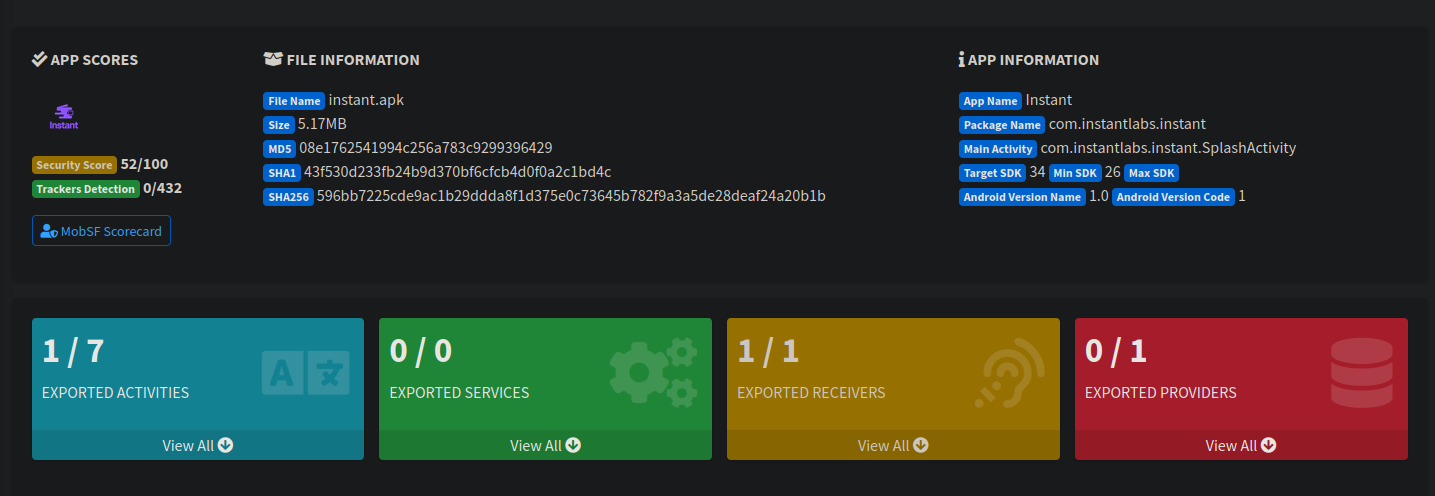 APP SCORES
Instant
Security Score 52/100
Trackers Detection 0/432
MobSF Scorecard
FILE INFORMATION
File Name instant.apk
Size 5.17MB
MD5 08e1762541994c256a783c9299396429
SHA1 43f530d233fb24b9d370bf6cfcb4d0f0a2c1bd4c
SHA256 596bb7225cde9ac1b29ddda8f1d375e0c73645b782f9a3a5de28deaf24a20b1b
APP INFORMATION
App Name Instant
Package Name com.instantlabs.instant
Main Activity com.instantlabs.instant.SplashActivity
Target SDK 34 Min SDK 26 Max SDK
Android Version Name 1.0 Android Version Code 1
1 / 7
EXPORTED ACTIVITIES
A 文
View All
0 / 0
EXPORTED SERVICES
View All
1 / 1
EXPORTED RECEIVERS
View All
0 / 1
EXPORTED PROVIDERS
View All